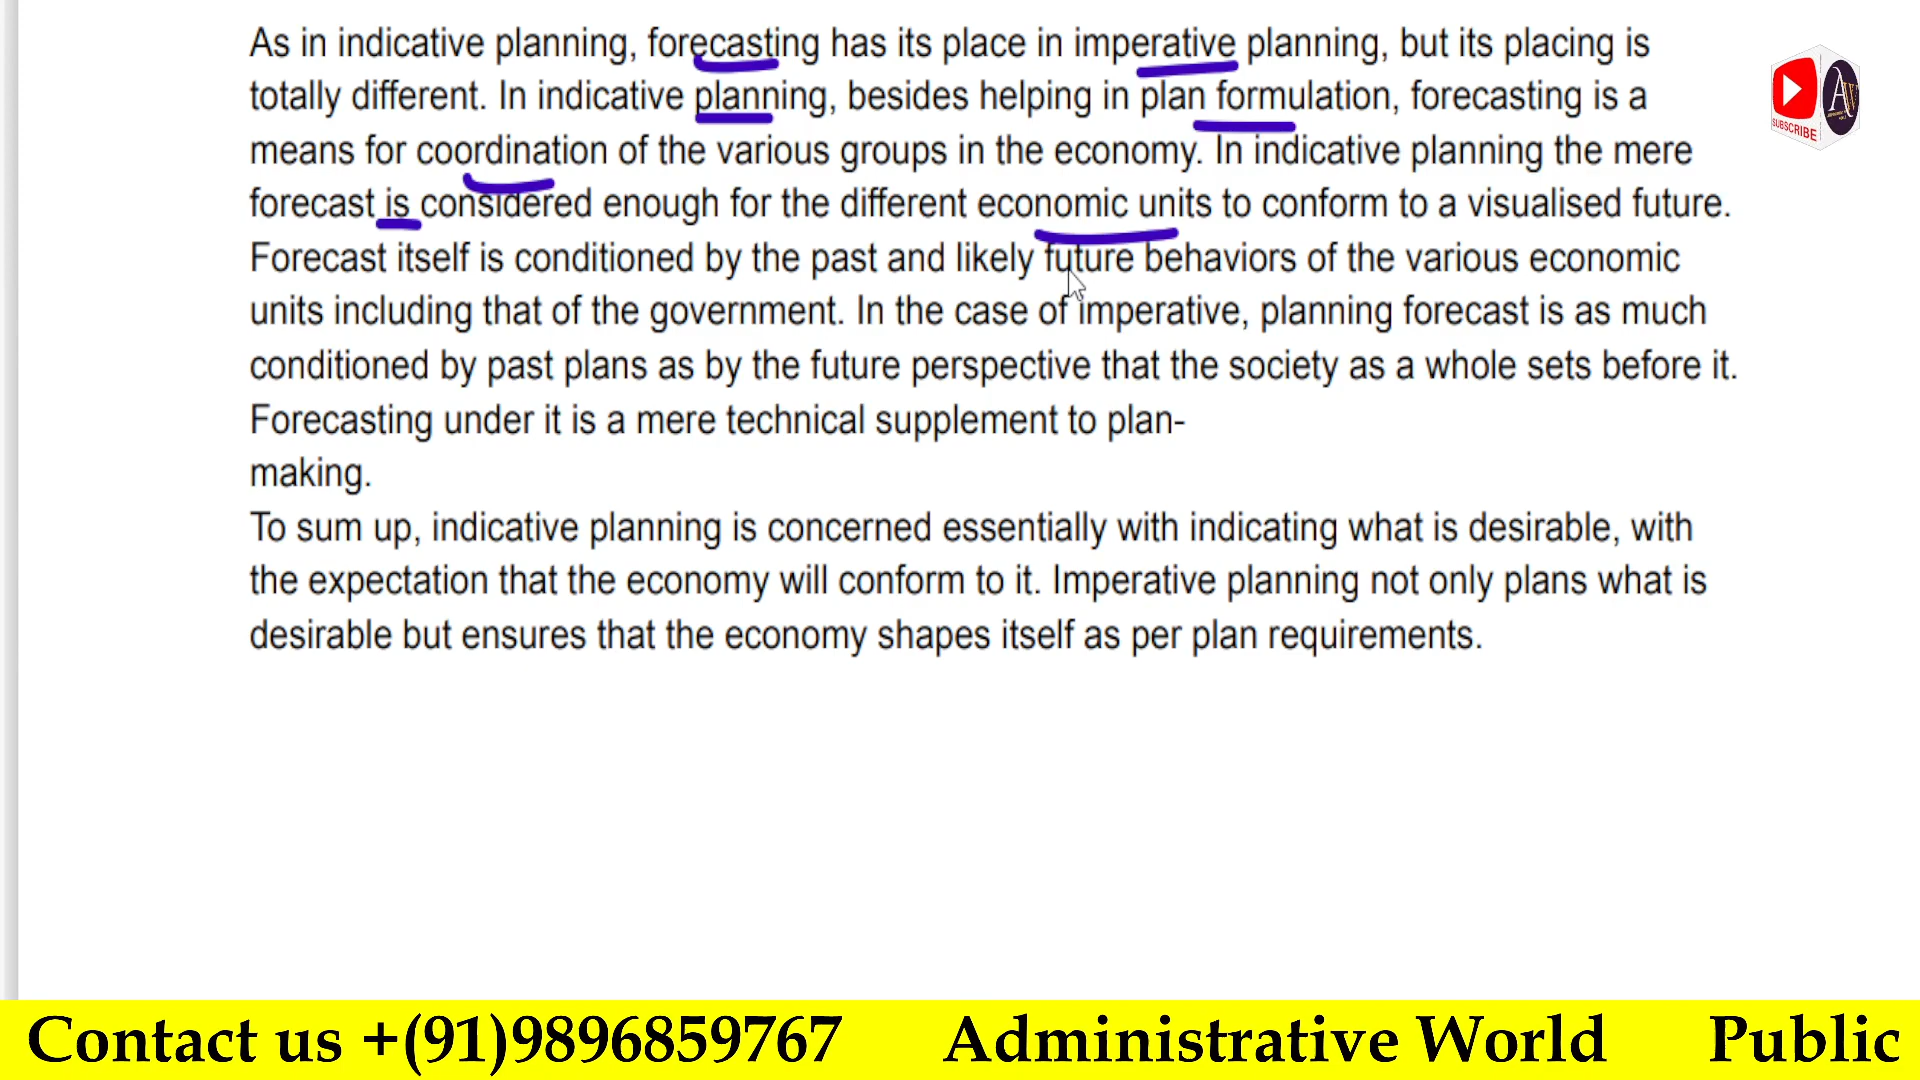 As in indicative planning, forecasting has its place in imperative planning, but its placing is
totally different. In indicative planning, besides helping in plan formulation, forecasting is a
means for coordination of the various groups in the economy. In indicative planning the mere
forecast is considered enough for the different economic units to conform to a visualised future.
Forecast itself is conditioned by the past and likely future behaviors of the various economic
units including that of the government. In the case of imperative, planning forecast is as much
conditioned by past plans as by the future perspective that the society as a whole sets before it.
Forecasting under it is a mere technical supplement to plan-
making.
To sum up, indicative planning is concerned essentially with indicating what is desirable, with
the expectation that the economy will conform to it. Imperative planning not only plans what is
desirable but ensures that the economy shapes itself as per plan requirements.
SUBSCRIBE
AW
Contact us +(91)9896859767 Administrative World Public